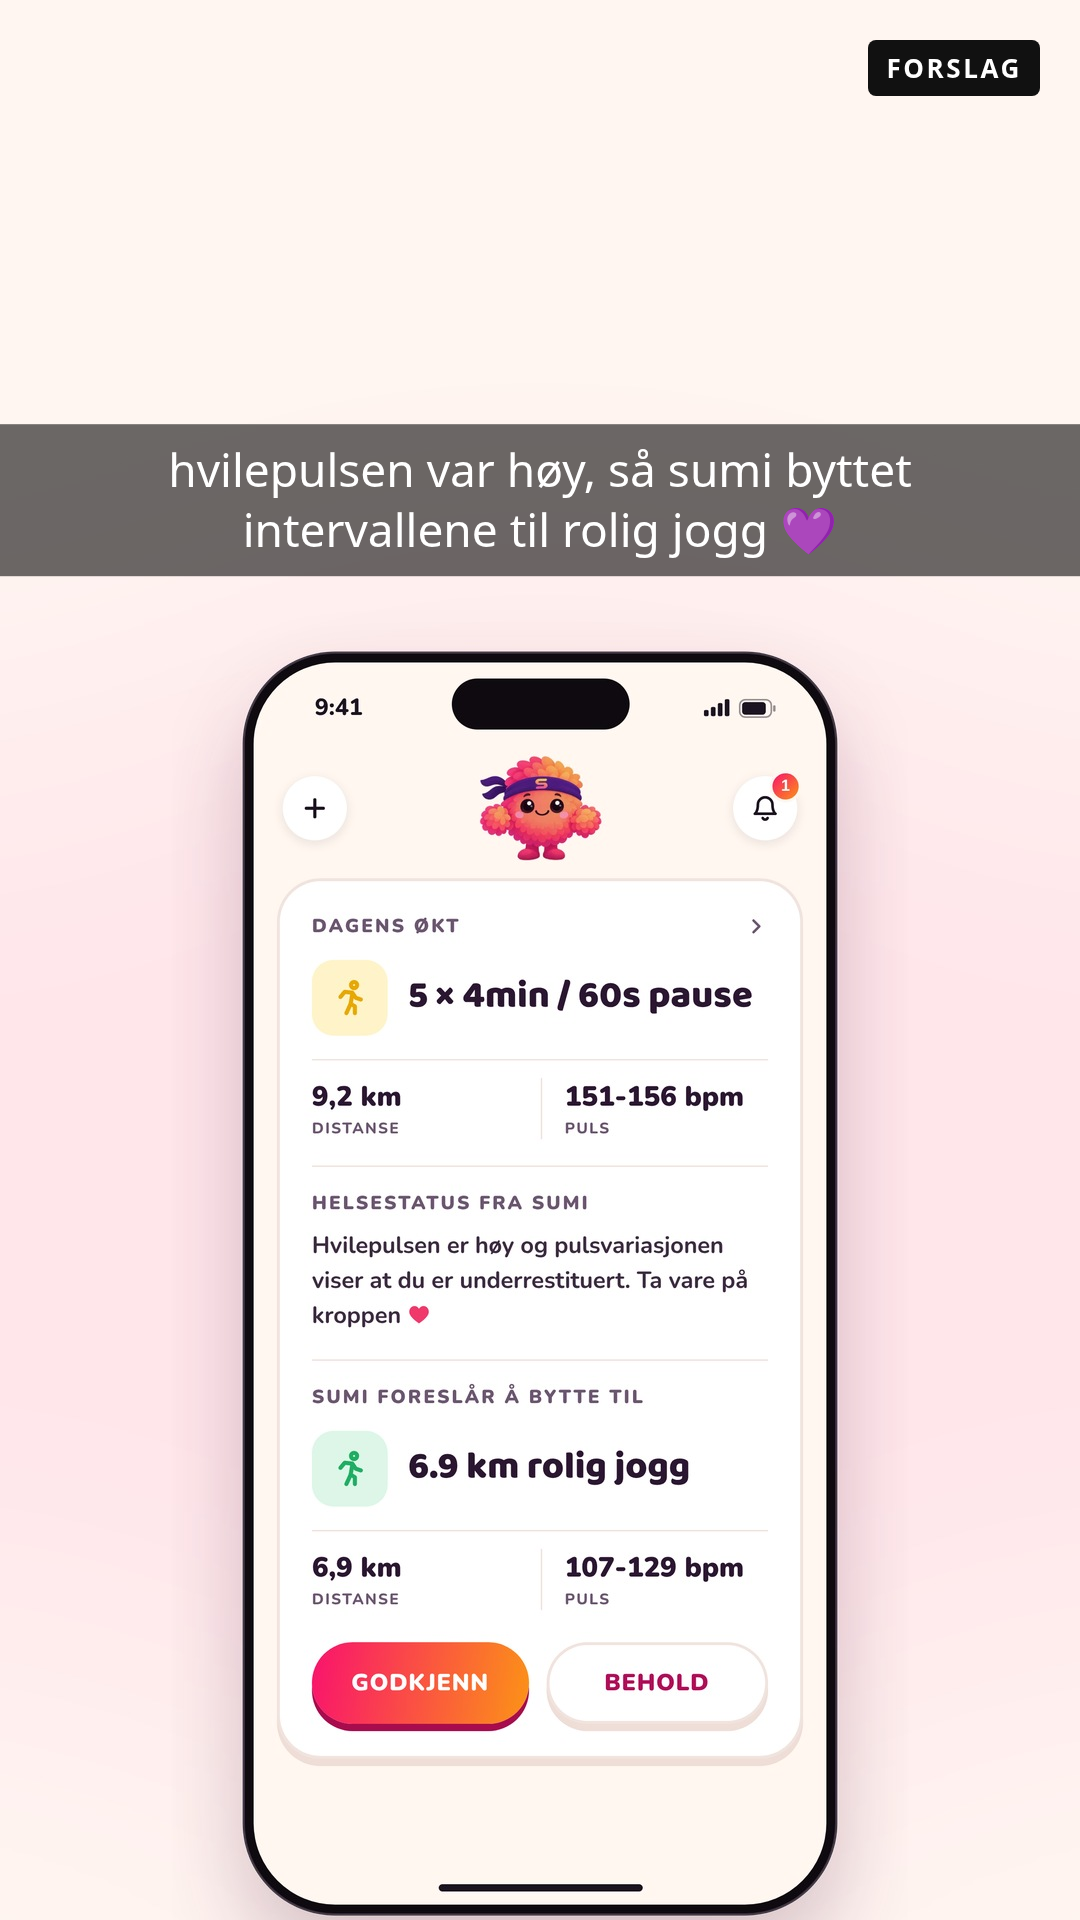 FORSLAG
hvilepulsen var høy, så sumi byttet
intervallene til rolig jogg 💜
9:41
S
1
DAGENS ØKT
5 × 4min / 60s pause
9,2 km
DISTANSE
151-156 bpm
PULS
HELSESTATUS FRA SUMI
Hvilepulsen er høy og pulsvariasjonen
viser at du er underrestituert. Ta vare på
kroppen ♥
SUMI FORESLÅR Å BYTTE TIL
6.9 km rolig jogg
6,9 km
DISTANSE
107-129 bpm
PULS
GODKJENN
BEHOLD